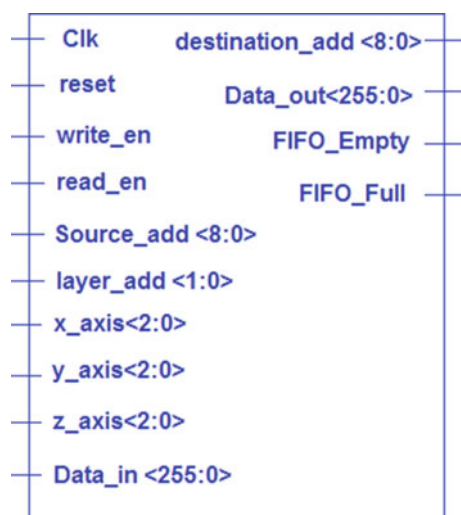 Clk
destination_add <8:0>
reset
Data_out<255:0>
write_en
FIFO_Empty
read_en
FIFO_Full
Source_add <8:0>
layer_add <1:0>
x_axis<2:0>
y_axis<2:0>
z_axis<2:0>
Data_in <255:0>